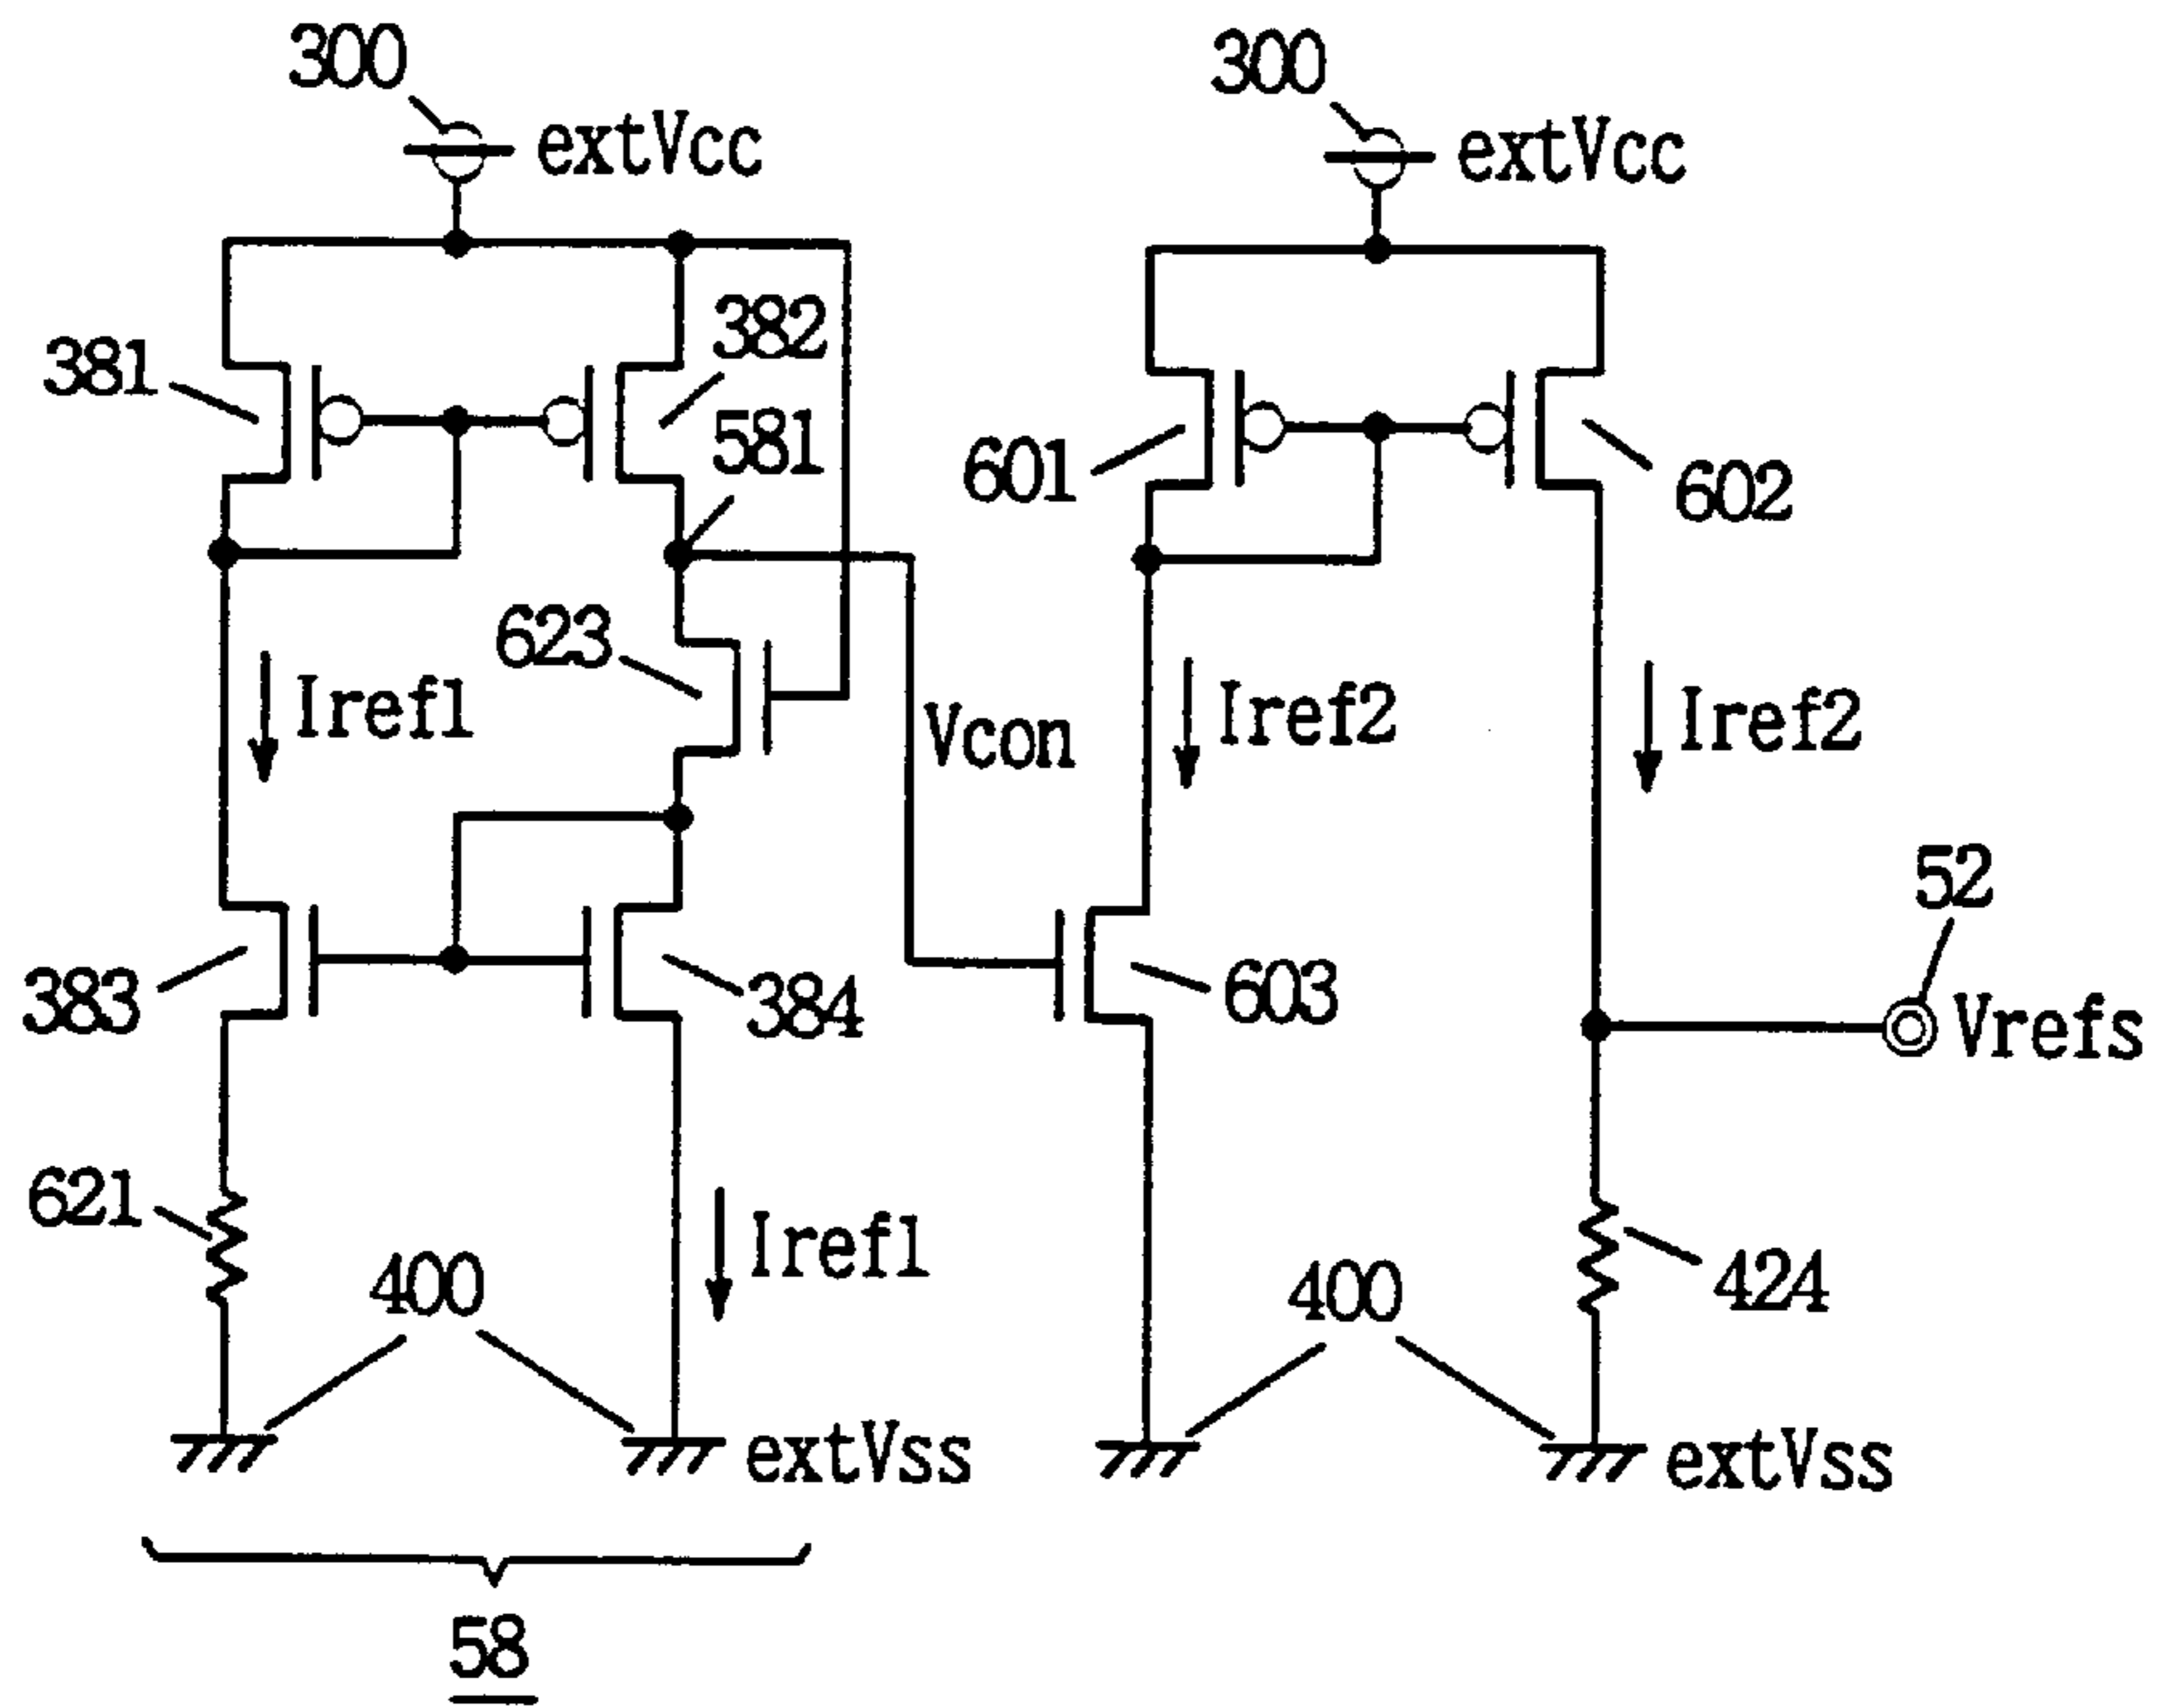 300
extVcc
300
extVcc
381
382
581
601
602
623
Iref1
Vcon
Iref2
Iref2
52
383
384
603
Vrefs
621
Iref1
400
400
424
extVss
extVss
58